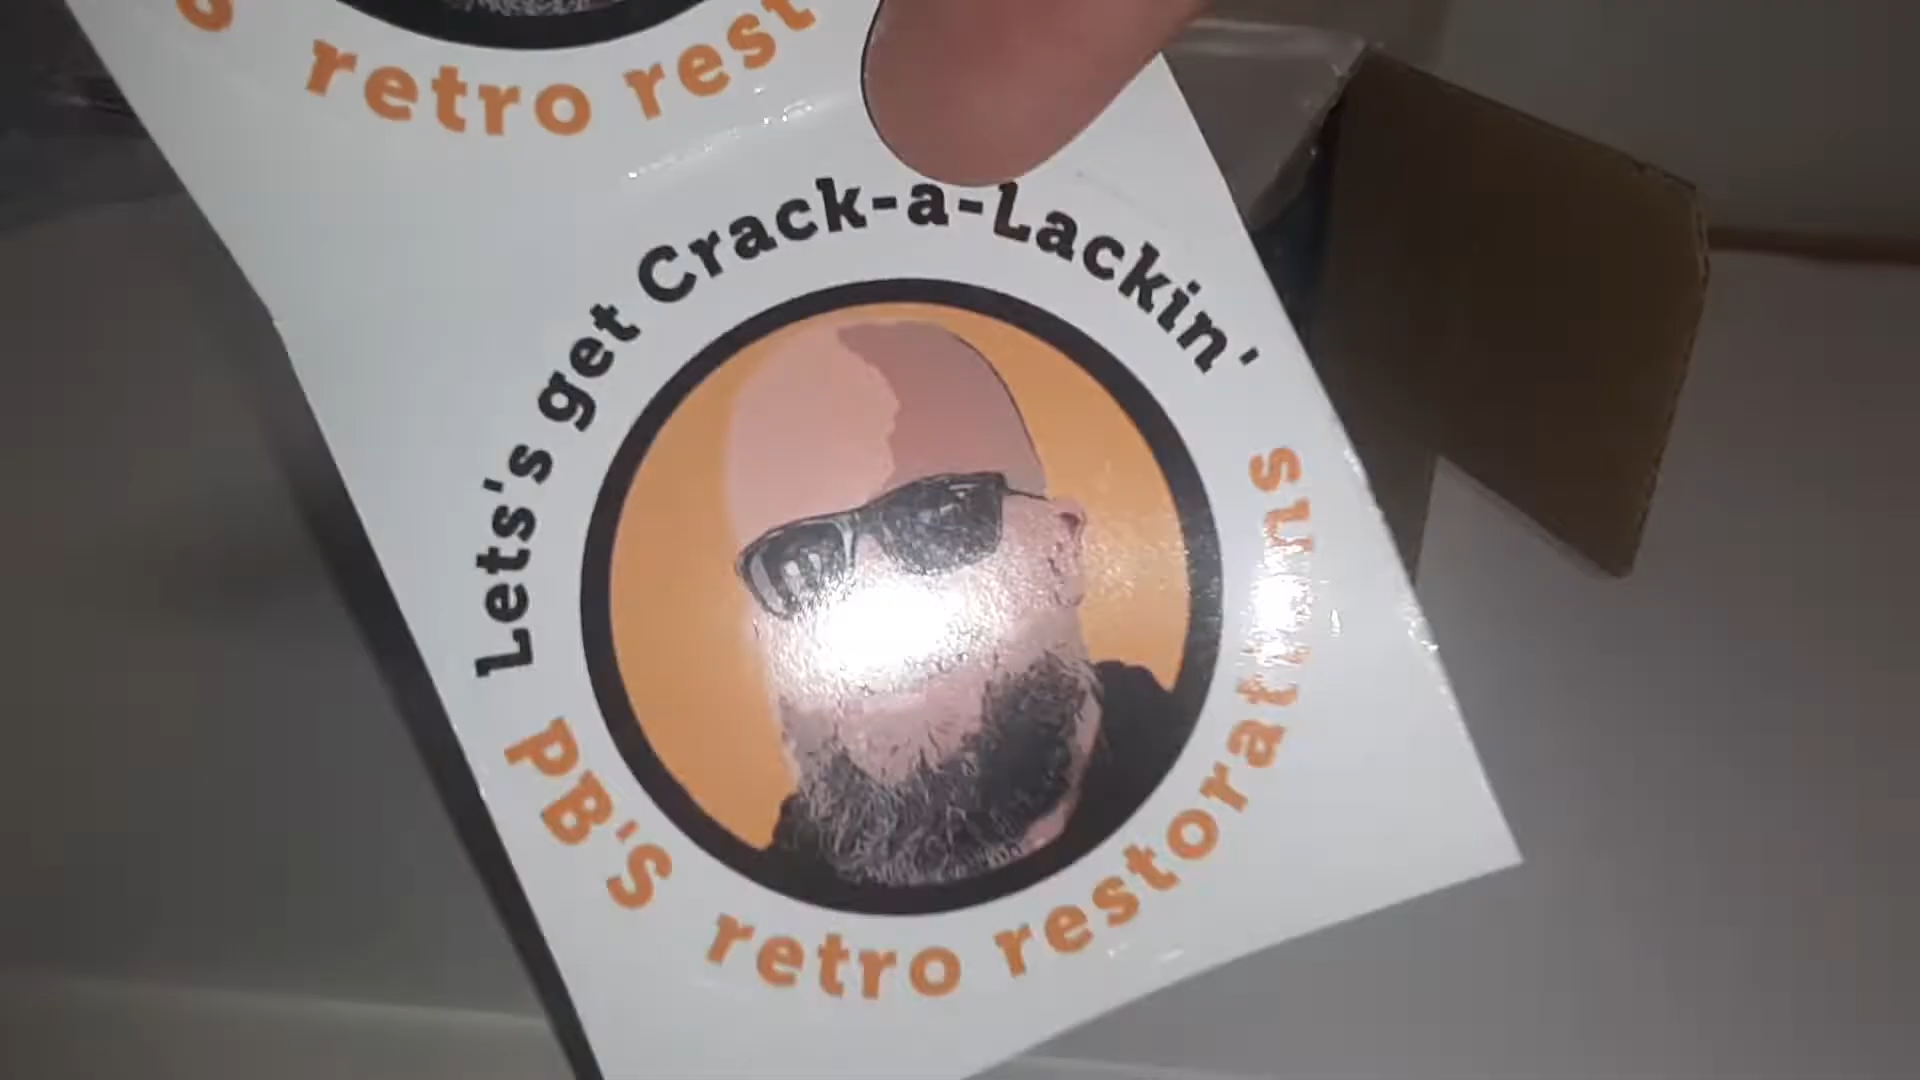 retro rest
Lets's get Crack-a-Lackin'
PB's retro restorations